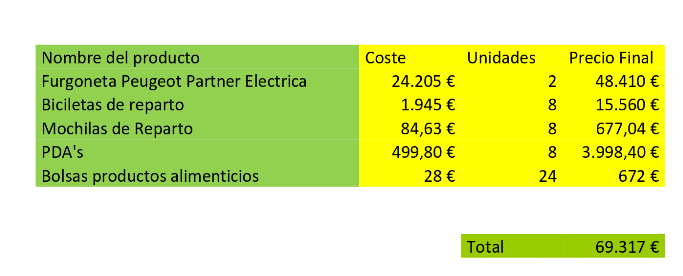 Nombre del producto Coste Unidades Precio Final
Furgoneta Peugeot Partner Electrica 24.205 € 2 48.410 €
Biciletas de reparto 1.945 € 8 15.560 €
Mochilas de Reparto 84,63 € 8 677,04 €
PDA's 499,80 € 8 3.998,40 €
Bolsas productos alimenticios 28 € 24 672 €
Total 69.317 €